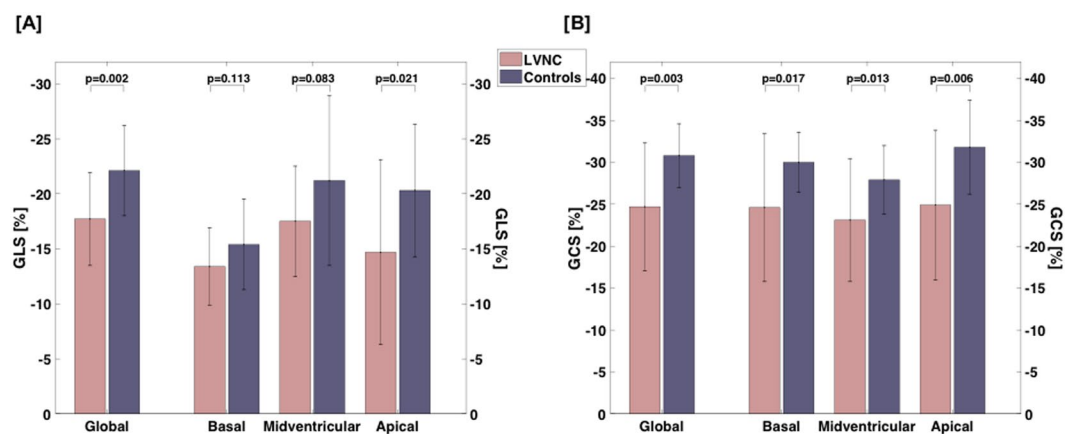 [A]
[B]
LVNC
Controls
p=0.002
p=0.113
p=0.083
p=0.021
-30
-25
-20
-15
-10
-5
0
GLS [%]
-30
-25
-20
-15
-10
-5
0
GLS [%]
Global
Basal
Midventricular
Apical
p=0.003
p=0.017
p=0.013
p=0.006
-40
-35
-30
-25
-20
-15
-10
-5
0
GCS [%]
-40
-35
-30
-25
-20
-15
-10
-5
0
GCS [%]
Global
Basal
Midventricular
Apical